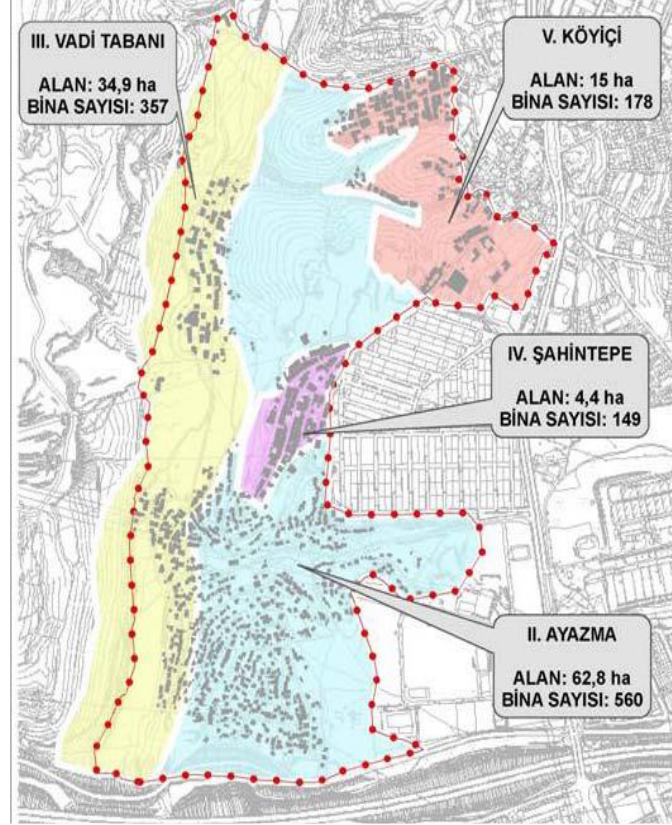 III. VADİ TABANI
ALAN: 34,9 ha
BİNA SAYISI: 357
V. KÖYİÇİ
ALAN: 15 ha
BİNA SAYISI: 178
IV. ŞAHİNTEPE
ALAN: 4,4 ha
BİNA SAYISI: 149
II. AYAZMA
ALAN: 62,8 ha
BİNA SAYISI: 560